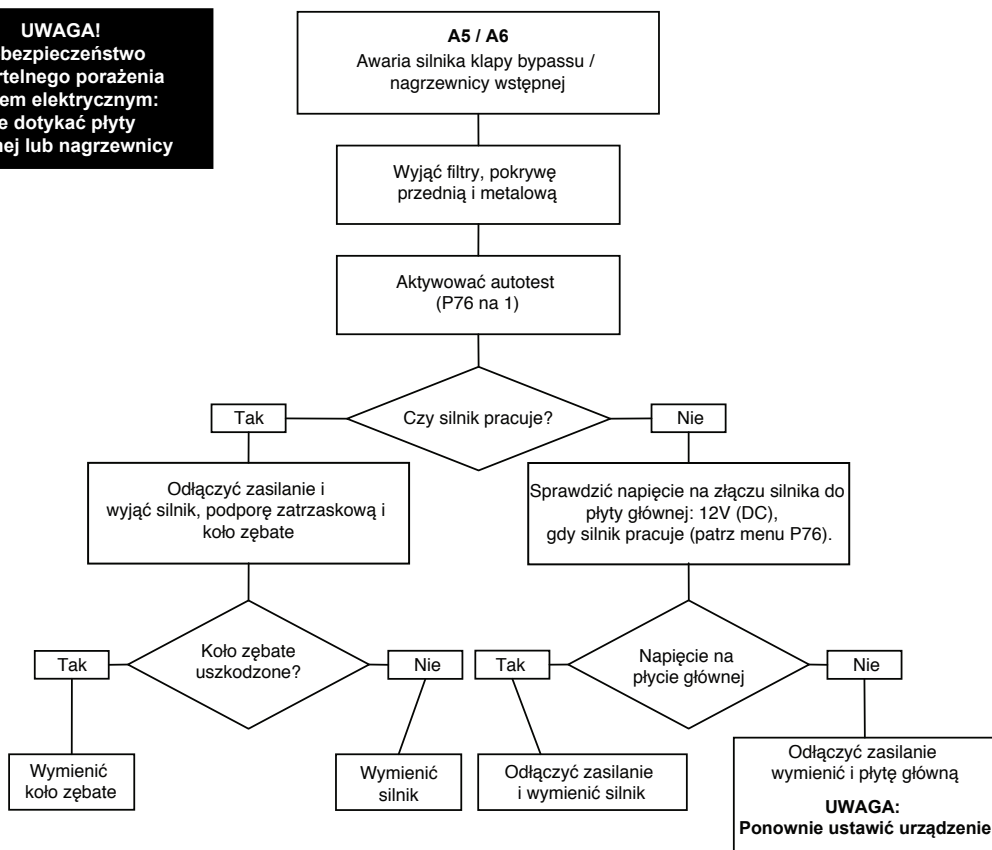 UWAGA!
bezpieczeństwo
rtelnego porażenia
em elektrycznym:
e dotykać płyty
nej lub nagrzewnicy
A5 / A6
Awaria silnika klapy bypassu /
nagrzewnicy wstępnej
Wyjąć filtry, pokrywę
przednią i metalową
Aktywować autotest
(P76 na 1)
Czy silnik pracuje?
Tak
Nie
Odłączyć zasilanie i
wyjąć silnik, podporę zatrzaskową i
koło zębate
Sprawdzić napięcie na złączu silnika do
płyty głównej: 12V (DC),
gdy silnik pracuje (patrz menu P76).
Tak
Koło zębate
uszkodzone?
Nie
Tak
Napięcie na
płycie głównej
Nie
Wymienić
koło zębate
Wymienić
silnik
Odłączyć zasilanie
i wymienić silnik
Odłączyć zasilanie
wymienić i płytę główną
UWAGA:
Ponownie ustawić urządzenie